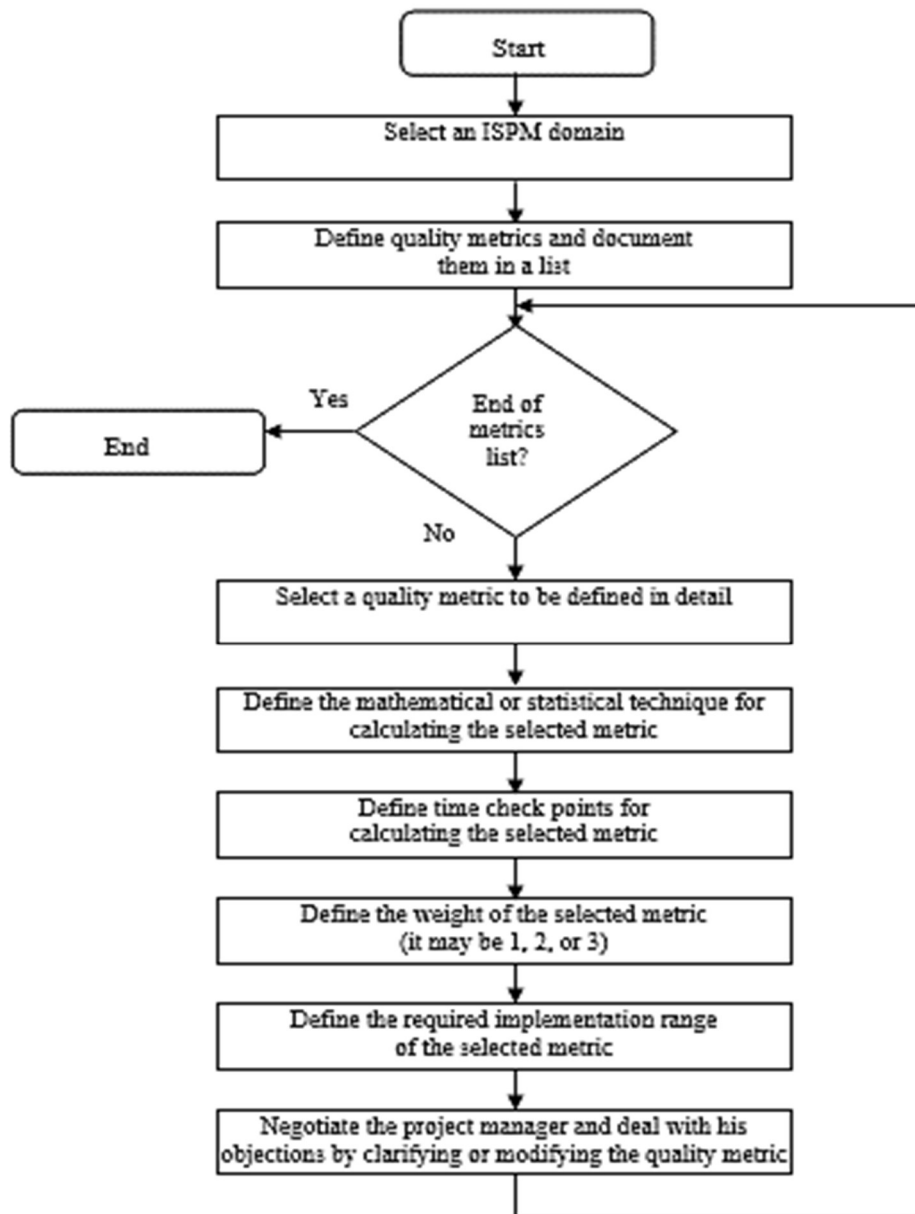 Start
Select an ISPM domain
Define quality metrics and document
them in a list
Yes
End of
metrics
list?
End
No
Select a quality metric to be defined in detail
Define the mathematical or statistical technique for
calculating the selected metric
Define time check points for
calculating the selected metric
Define the weight of the selected metric
(it may be 1, 2, or 3)
Define the required implementation range
of the selected metric
Negotiate the project manager and deal with his
objections by clarifying or modifying the quality metric